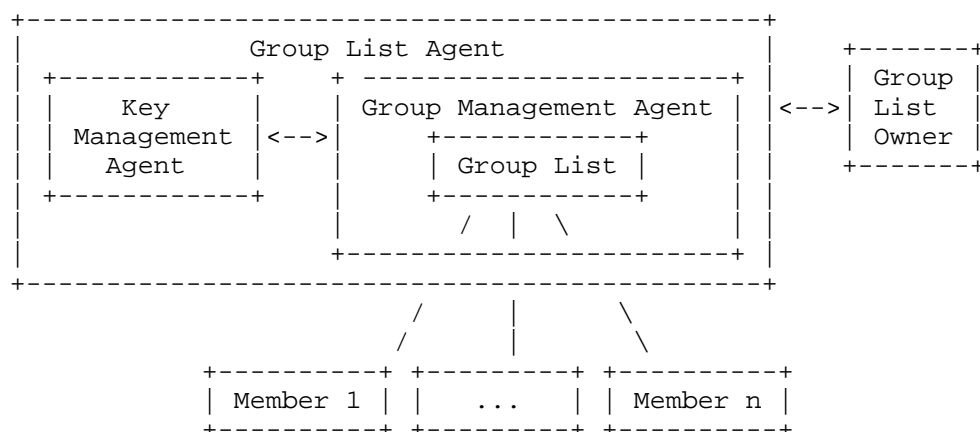 Group List Agent
Group
Key Group Management Agent List
Management Owner
Agent Group List
Member 1 ... Member n